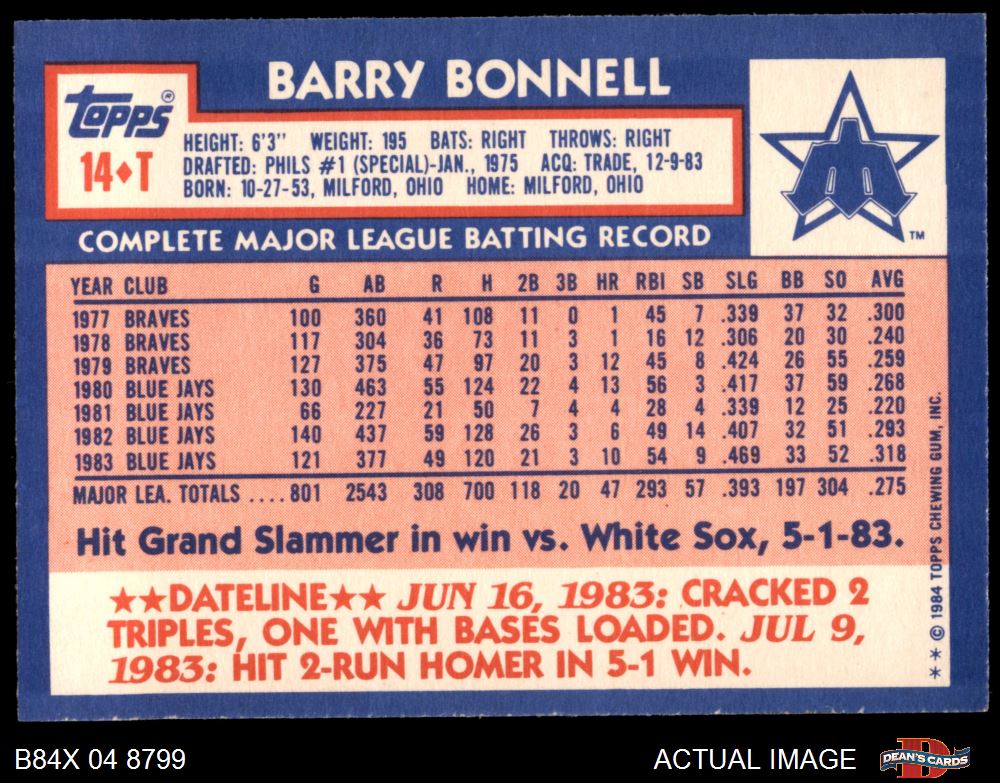 BARRY BONNELL
TOPPS ®
14♦T
HEIGHT: 6'3" WEIGHT: 195 BATS: RIGHT THROWS: RIGHT
DRAFTED: PHILS #1 (SPECIAL)-JAN., 1975 ACQ: TRADE, 12-9-83
BORN: 10-27-53, MILFORD, OHIO HOME: MILFORD, OHIO
TM
COMPLETE MAJOR LEAGUE BATTING RECORD
YEAR CLUB G AB R H 2B 3B HR RBI SB SLG BB SO AVG
1977 BRAVES 100 360 41 108 11 0 1 45 7 .339 37 32 .300
1978 BRAVES 117 304 36 73 11 3 1 16 12 .306 20 30 .240
1979 BRAVES 127 375 47 97 20 3 12 45 8 .424 26 55 .259
1980 BLUE JAYS 130 463 55 124 22 4 13 56 3 .417 37 59 .268
1981 BLUE JAYS 66 227 21 50 7 4 4 28 4 .339 12 25 .220
1982 BLUE JAYS 140 437 59 128 26 3 6 49 14 .407 32 51 .293
1983 BLUE JAYS 121 377 49 120 21 3 10 54 9 .469 33 52 .318
MAJOR LEA. TOTALS ....801 2543 308 700 118 20 47 293 57 .393 197 304 .275
Hit Grand Slammer in win vs. White Sox, 5-1-83.
★★DATELINE★★ JUN 16, 1983: CRACKED 2
TRIPLES, ONE WITH BASES LOADED. JUL 9,
1983: HIT 2-RUN HOMER IN 5-1 WIN.
** © 1984 TOPPS CHEWING GUM, INC.
B84X 04 8799
ACTUAL IMAGE
DEAN'S CARDS